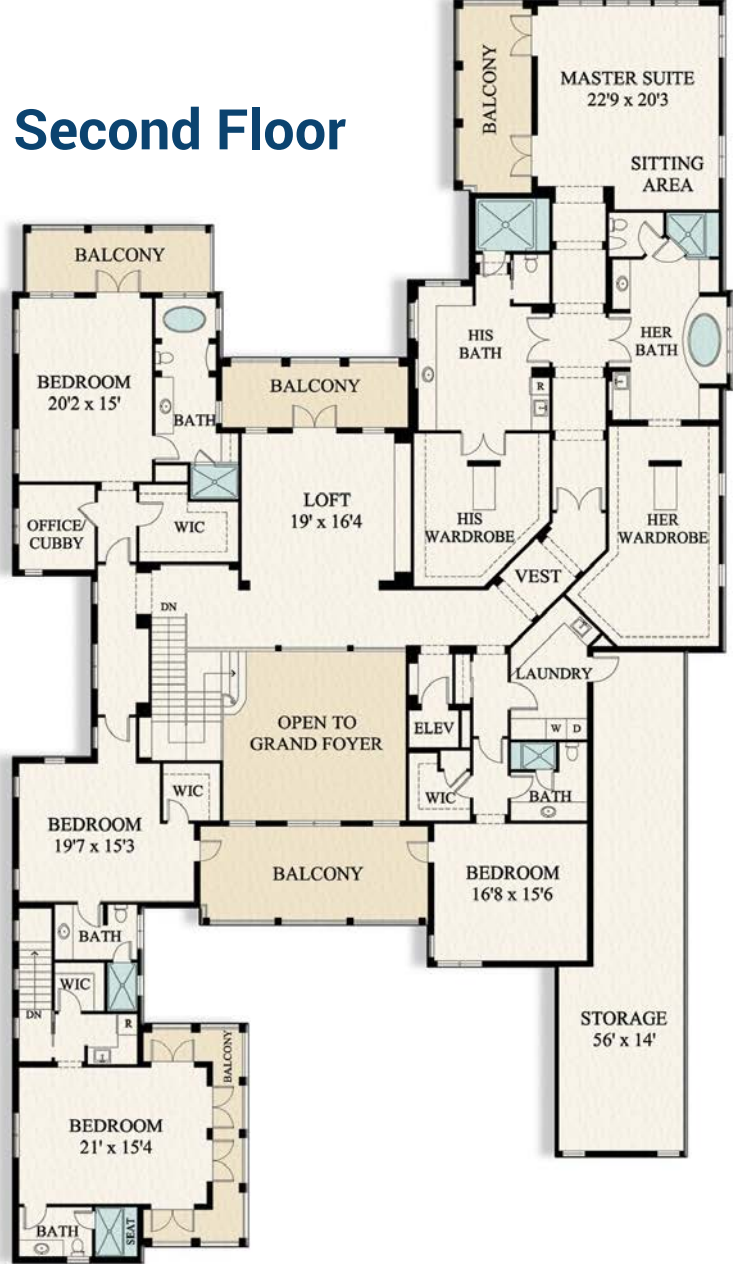 Second Floor
BALCONY
MASTER SUITE
22'9 x 20'3
SITTING
AREA
BALCONY
BEDROOM
20'2 x 15'
BATH
BALCONY
HIS
BATH
R
HER
BATH
OFFICE/
CUBBY
WIC
LOFT
19' x 16'4
HIS
WARDROBE
HER
WARDROBE
VEST
DN
LAUNDRY
W D
ELEV
OPEN TO
GRAND FOYER
WIC
BATH
WIC
BEDROOM
19'7 x 15'3
BALCONY
BEDROOM
16'8 x 15'6
BATH
WIC
DN
R
BALCONY
STORAGE
56' x 14'
BEDROOM
21' x 15'4
BATH
SEAT